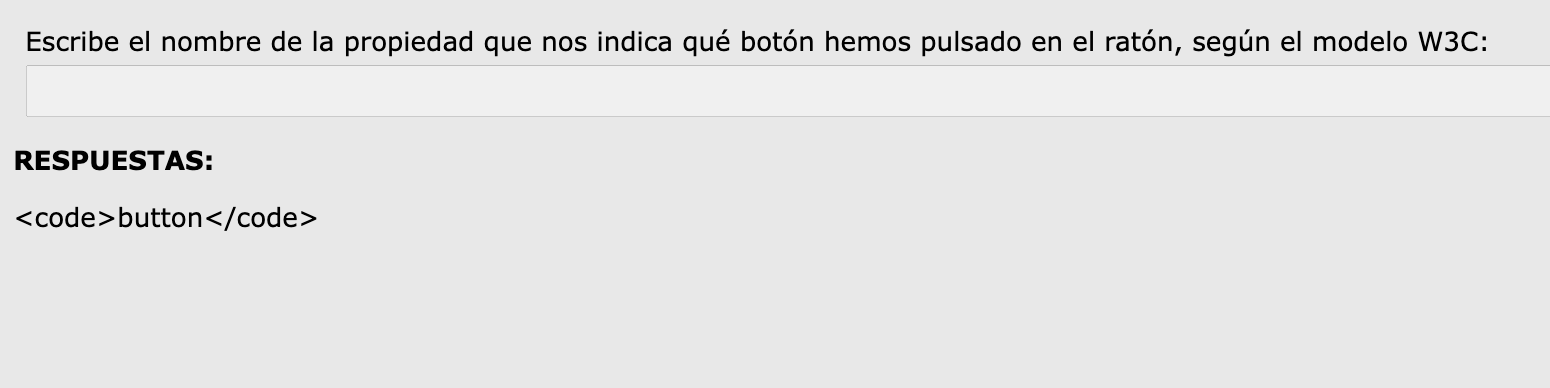 Escribe el nombre de la propiedad que nos indica qué botón hemos pulsado en el ratón, según el modelo W3C:
RESPUESTAS:
<code>button</code>